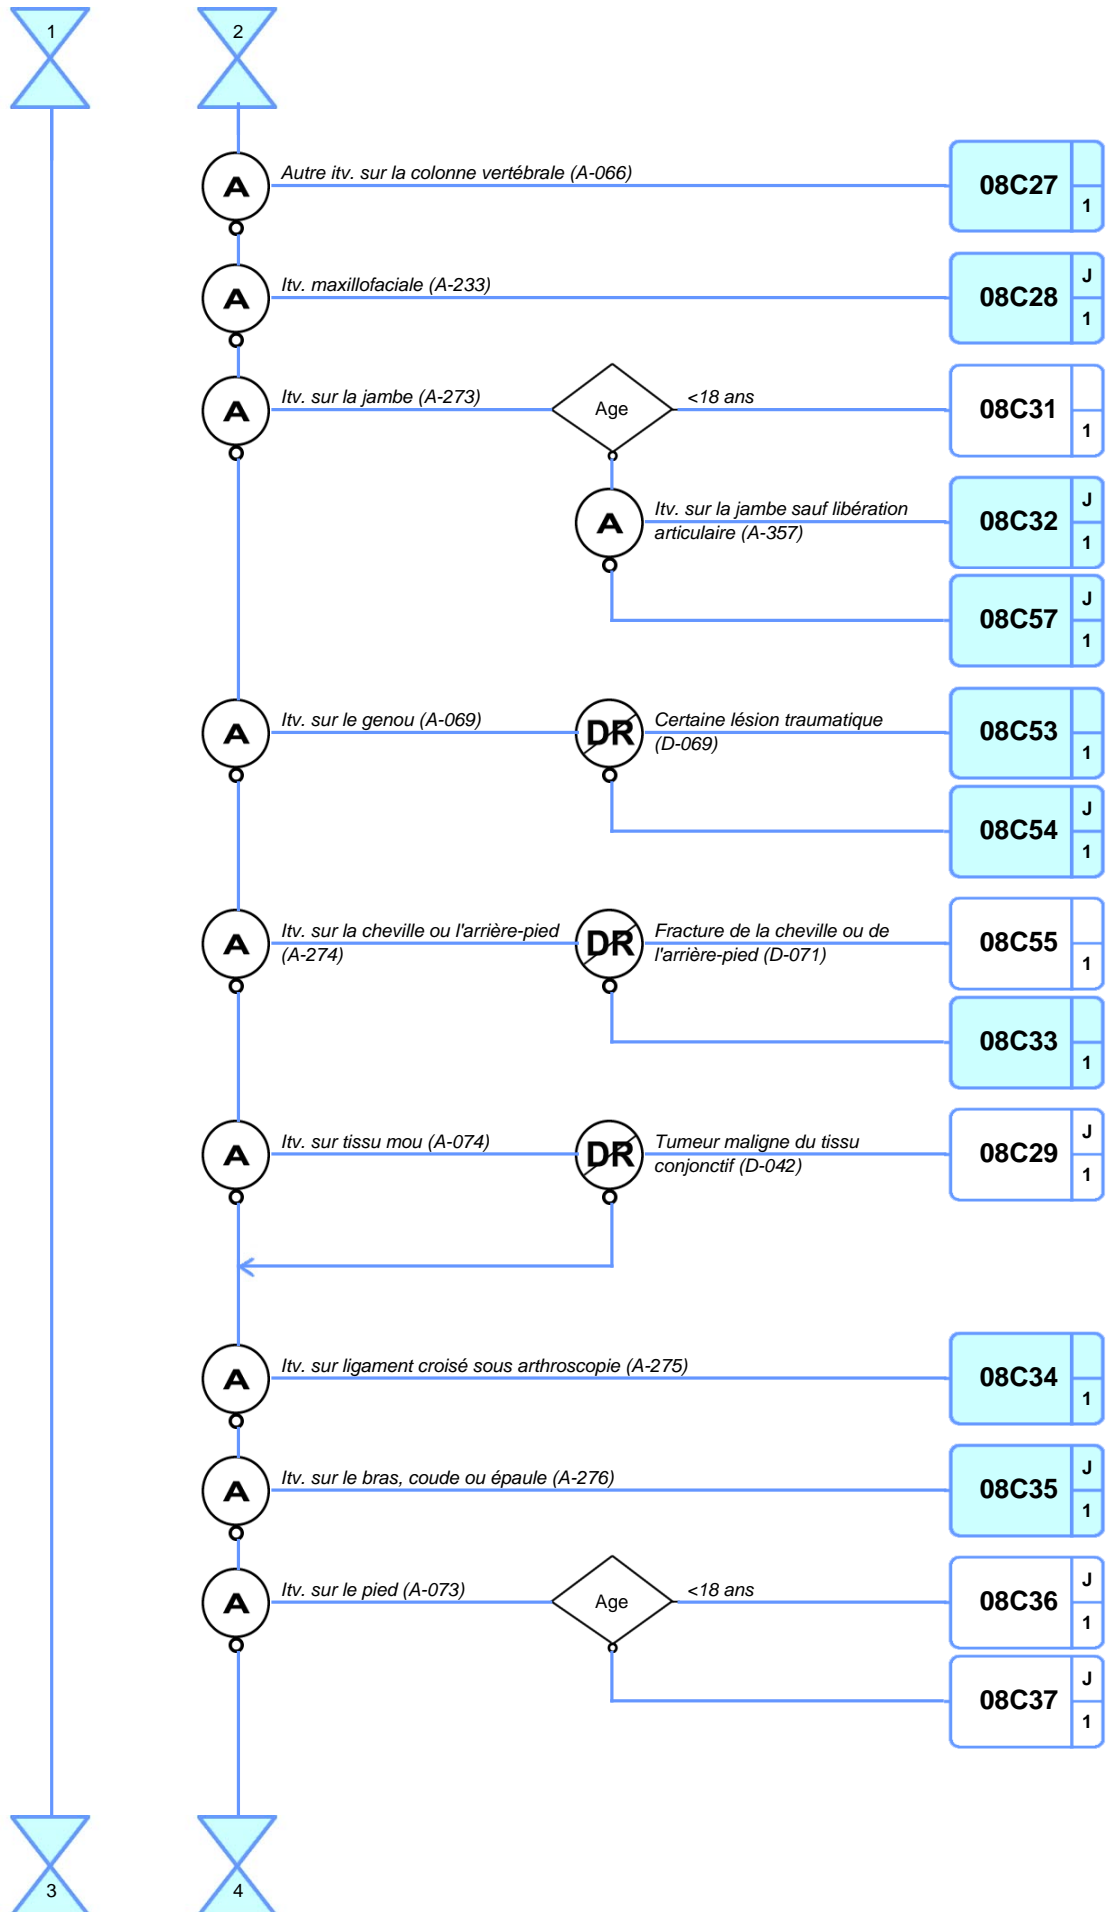 1
2
A
Autre itv. sur la colonne vertébrale (A-066)
08C27
1
A
Itv. maxillofaciale (A-233)
08C28
J
1
A
Itv. sur la jambe (A-273)
Age
<18 ans
08C31
1
A
Itv. sur la jambe sauf libération
articulaire (A-357)
08C32
J
1
08C57
J
1
A
Itv. sur le genou (A-069)
DR
Certaine lésion traumatique
(D-069)
08C53
1
08C54
J
1
A
Itv. sur la cheville ou l'arrière-pied
(A-274)
DR
Fracture de la cheville ou de
l'arrière-pied (D-071)
08C55
1
08C33
1
A
Itv. sur tissu mou (A-074)
DR
Tumeur maligne du tissu
conjonctif (D-042)
08C29
J
1
A
Itv. sur ligament croisé sous arthroscopie (A-275)
08C34
1
A
Itv. sur le bras, coude ou épaule (A-276)
08C35
J
1
A
Itv. sur le pied (A-073)
Age
<18 ans
08C36
J
1
08C37
J
1
3
4